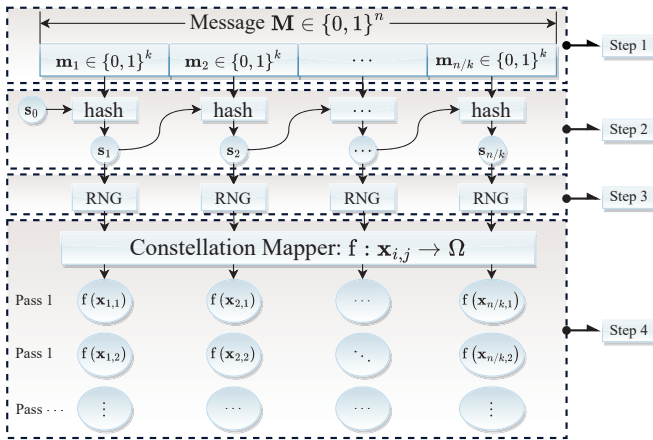 Message M ∈ {0, 1}^n
m_1 ∈ {0, 1}^k m_2 ∈ {0, 1}^k ⋯ m_{n/k} ∈ {0, 1}^k
Step 1
s_0 hash hash ⋯ hash
s_1 s_2 ⋯ s_{n/k}
Step 2
RNG RNG RNG RNG
Step 3
Constellation Mapper: f : x_{i,j} → Ω
Pass 1 f (x_{1,1}) f (x_{2,1}) ⋯ f (x_{n/k,1})
Step 4
Pass 1 f (x_{1,2}) f (x_{2,2}) ⋱ f (x_{n/k,2})
Pass ⋯ ⋮ ⋯ ⋯ ⋮